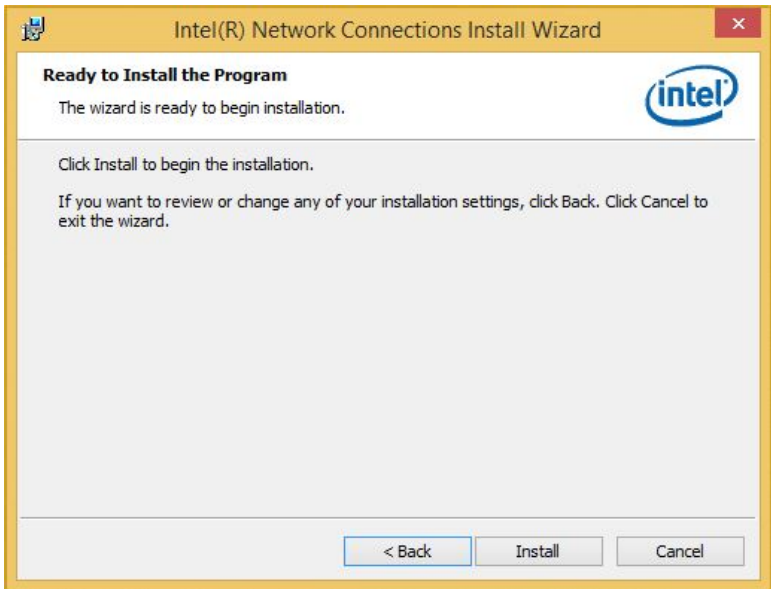 Intel(R) Network Connections Install Wizard
Ready to Install the Program
The wizard is ready to begin installation.
intel
Click Install to begin the installation.
If you want to review or change any of your installation settings, click Back. Click Cancel to
exit the wizard.
< Back
Install
Cancel